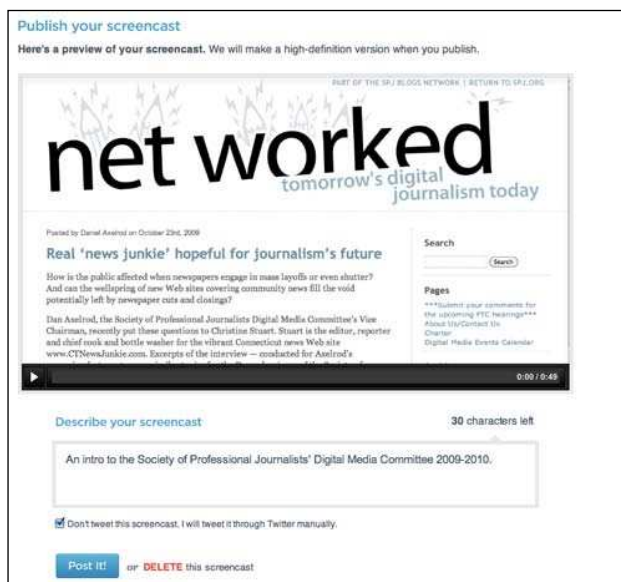 Publish your screencast
Here's a preview of your screencast. We will make a high-definition version when you publish.
PART OF THE SPJ BLOGS NETWORK | RETURN TO SPJ.ORG
net worked
tomorrow's digital
journalism today
Posted by Daniel Axelrod on October 23rd, 2009
Real ‘news junkie’ hopeful for journalism’s future
How is the public affected when newspapers engage in mass layoffs or even shutter?
And can the wellspring of new Web sites covering community news fill the void
potentially left by newspaper cuts and closings?
Dan Axelrod, the Society of Professional Journalists Digital Media Committee's Vice
Chairman, recently put these questions to Christine Stuart. Stuart is the editor, reporter
and chief cook and bottle washer for the vibrant Connecticut news Web site
www.CTNewsJunkie.com. Excerpts of the interview — conducted for Axelrod's
Search
Search
Pages
***Submit your comments for
the upcoming FTC hearings***
About Us/Contact Us
Charter
Digital Media Events Calendar
0:00 / 0:49
Describe your screencast
30 characters left
An intro to the Society of Professional Journalists' Digital Media Committee 2009-2010.
Don't tweet this screencast. I will tweet it through Twitter manually.
Post it! or DELETE this screencast